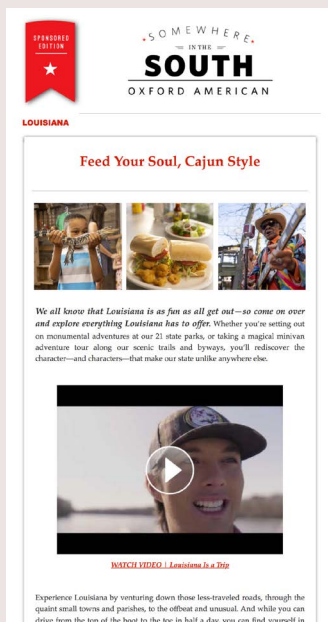 SPONSORED
EDITION
SOMEWHERE
IN THE
SOUTH
OXFORD AMERICAN
LOUISIANA
Feed Your Soul, Cajun Style
We all know that Louisiana is as fun as all get out—so come on over
and explore everything Louisiana has to offer. Whether you're setting out
on monumental adventures at our 21 state parks, or taking a magical minivan
adventure tour along our scenic trails and byways, you'll rediscover the
character—and characters—that make our state unlike anywhere else.
WATCH VIDEO | Louisiana Is a Trip
Experience Louisiana by venturing down those less-traveled roads, through the
quaint small towns and parishes, to the offbeat and unusual. And while you can
drive from the top of the boot to the toe in half a day, you can find yourself in